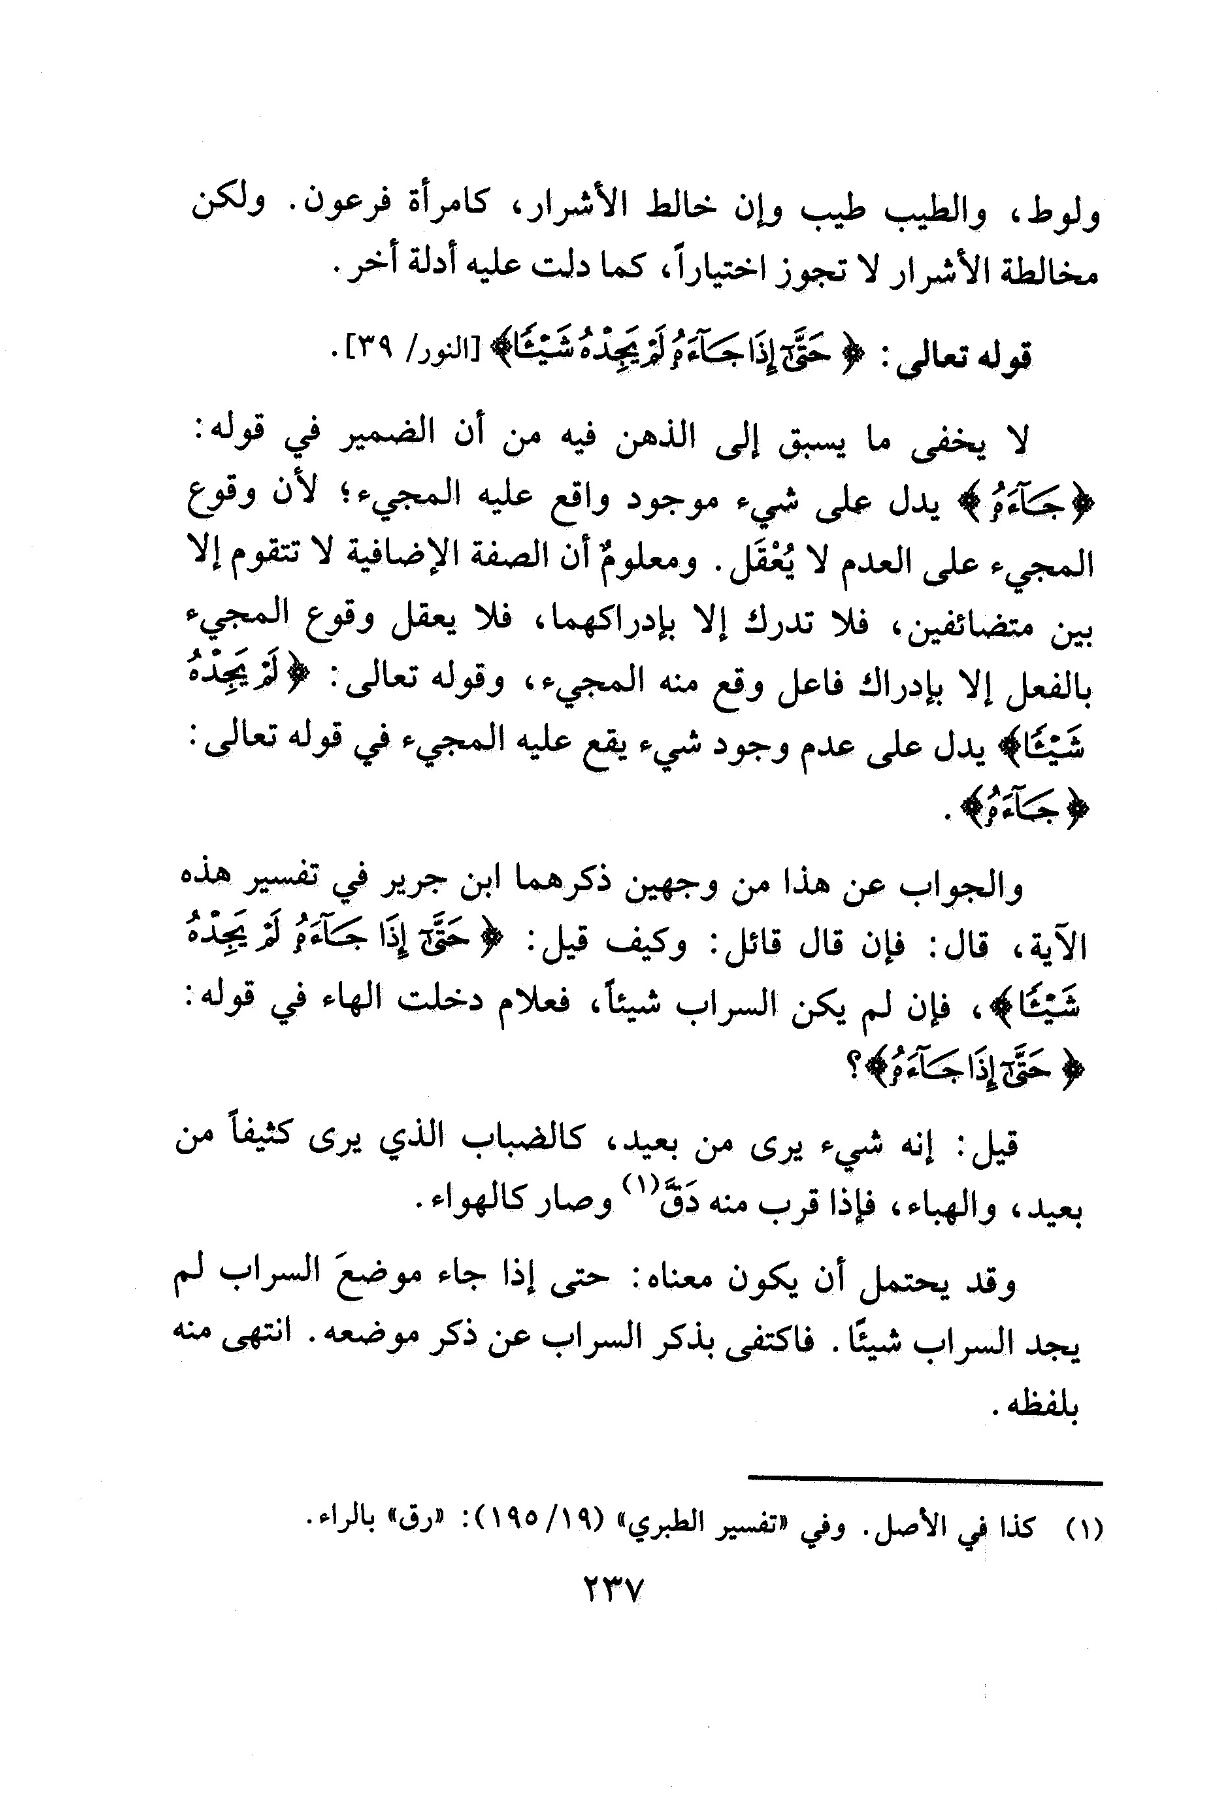 ولوط، والطيب طيب وإن خالط الأشرار، كامرأة فرعون. ولكن
مخالطة الأشرار لا تجوز اختياراً، كما دلت عليه أدلة أخر.
قوله تعالى: ﴿حَتَّىٰٓ إِذَا جَآءَهُۥ لَمْ يَجِدْهُ شَيْـًٔا﴾ [النور/ ٣٩].
لا يخفى ما يسبق إلى الذهن فيه من أن الضمير في قوله:
﴿جَآءَهُۥ﴾ يدل على شيء موجود واقع عليه المجيء؛ لأن وقوع
المجيء على العدم لا يُعْقَل. ومعلومٌ أن الصفة الإضافية لا تتقوم إلا
بين متضائفين، فلا تدرك إلا بإدراكهما، فلا يعقل وقوع المجيء
بالفعل إلا بإدراك فاعل وقع منه المجيء، وقوله تعالى: ﴿لَمْ يَجِدْهُ
شَيْـًٔا﴾ يدل على عدم وجود شيء يقع عليه المجيء في قوله تعالى:
﴿جَآءَهُۥ﴾.
والجواب عن هذا من وجهين ذكرهما ابن جرير في تفسير هذه
الآية، قال: فإن قال قائل: وكيف قيل: ﴿حَتَّىٰٓ إِذَا جَآءَهُۥ لَمْ يَجِدْهُ
شَيْـًٔا﴾، فإن لم يكن السراب شيئاً، فعلام دخلت الهاء في قوله:
﴿حَتَّىٰٓ إِذَا جَآءَهُۥ﴾؟
قيل: إنه شيء يرى من بعيد، كالضباب الذي يرى كثيفاً من
بعيد، والهباء، فإذا قرب منه دَقَّ(١) وصار كالهواء.
وقد يحتمل أن يكون معناه: حتى إذا جاء موضعَ السراب لم
يجد السراب شيئًا. فاكتفى بذكر السراب عن ذكر موضعه. انتهى منه
بلفظه.
(١) كذا في الأصل. وفي «تفسير الطبري» (١٩/ ١٩٥): «رق» بالراء.
٢٣٧